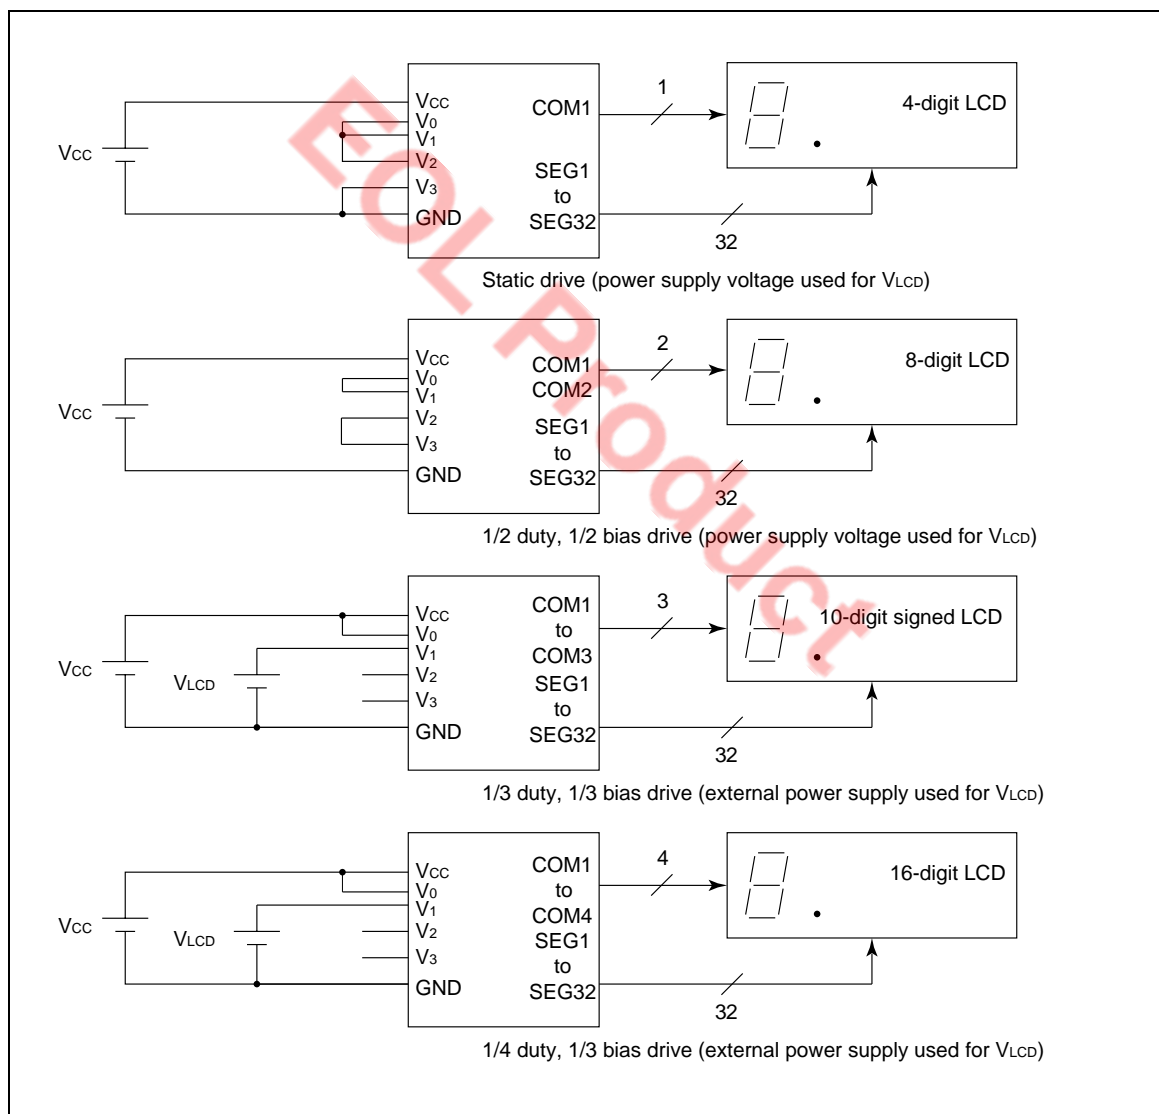 VCC
V0
V1
V2
V3
GND
VCC
COM1
SEG1
to
SEG32
1
32
4-digit LCD
Static drive (power supply voltage used for VLCD)
VCC
V0
V1
V2
V3
GND
VCC
COM1
COM2
SEG1
to
SEG32
2
32
8-digit LCD
1/2 duty, 1/2 bias drive (power supply voltage used for VLCD)
VCC
V0
V1
V2
V3
GND
VCC
VLCD
COM1
to
COM3
SEG1
to
SEG32
3
32
10-digit signed LCD
1/3 duty, 1/3 bias drive (external power supply used for VLCD)
VCC
V0
V1
V2
V3
GND
VCC
VLCD
COM1
to
COM4
SEG1
to
SEG32
4
32
16-digit LCD
1/4 duty, 1/3 bias drive (external power supply used for VLCD)
EOL Product